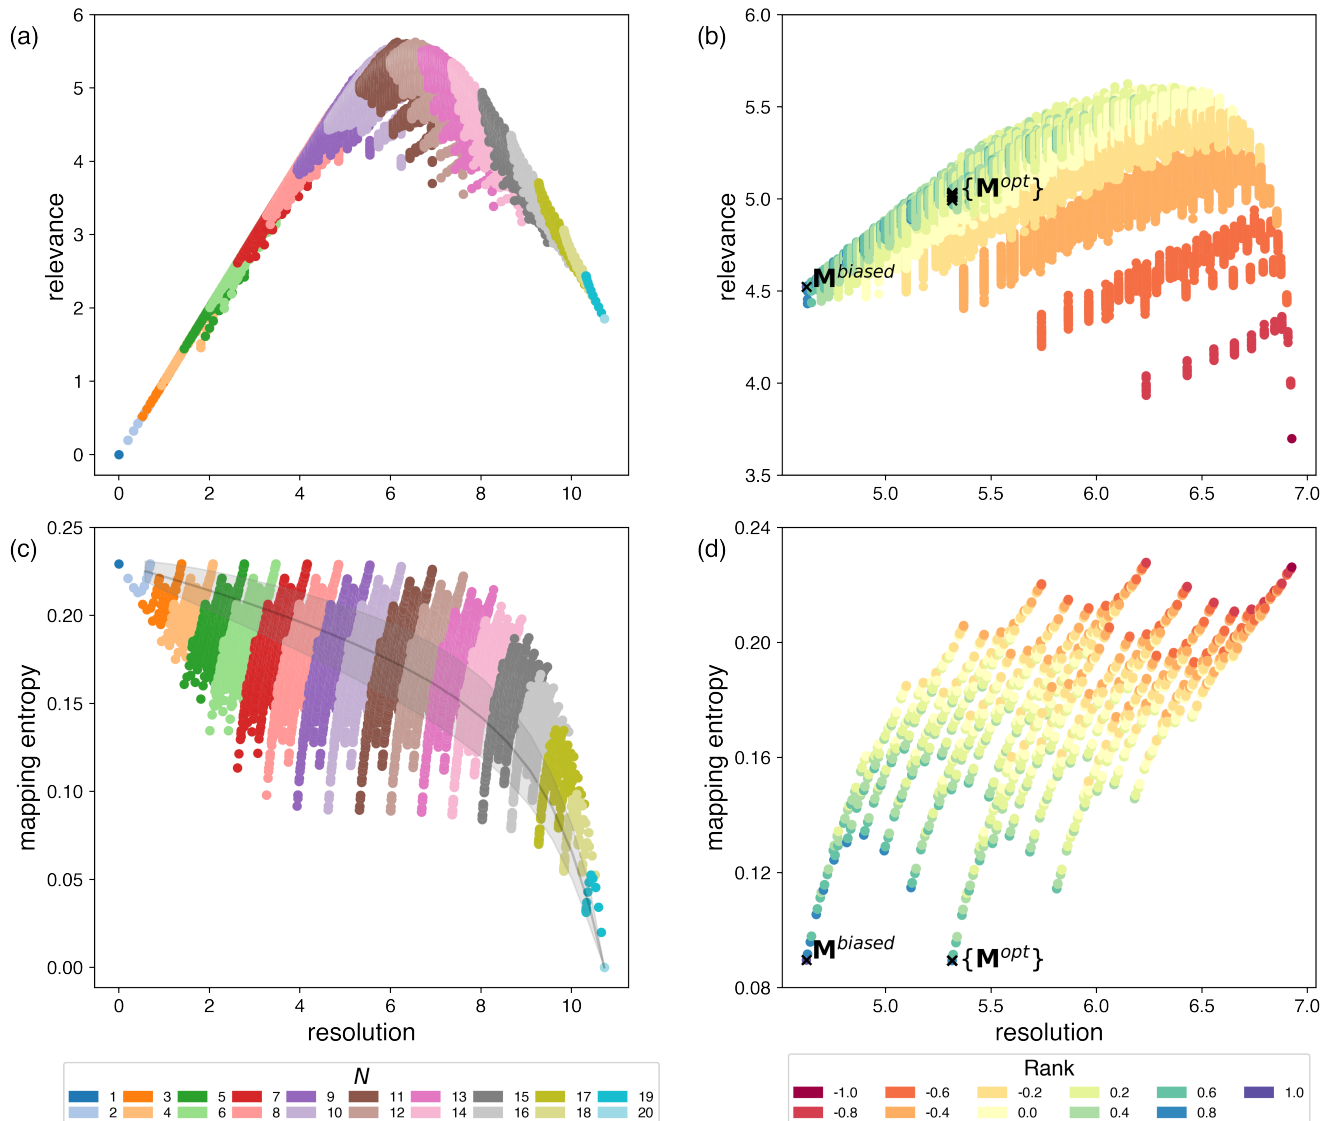 (a)
6
5
4
3
2
1
0
relevance
0 2 4 6 8 10
(b)
6.0
5.5
5.0
4.5
4.0
3.5
relevance
{M^opt}
M^biased
5.0 5.5 6.0 6.5 7.0
(c)
0.25
0.20
0.15
0.10
0.05
0.00
mapping entropy
0 2 4 6 8 10
resolution
(d)
0.24
0.20
0.16
0.12
0.08
mapping entropy
M^biased
{M^opt}
5.0 5.5 6.0 6.5 7.0
resolution
N
1 3 5 7 9 11 13 15 17 19
2 4 6 8 10 12 14 16 18 20
Rank
-1.0 -0.6 -0.2 0.2 0.6 1.0
-0.8 -0.4 0.0 0.4 0.8